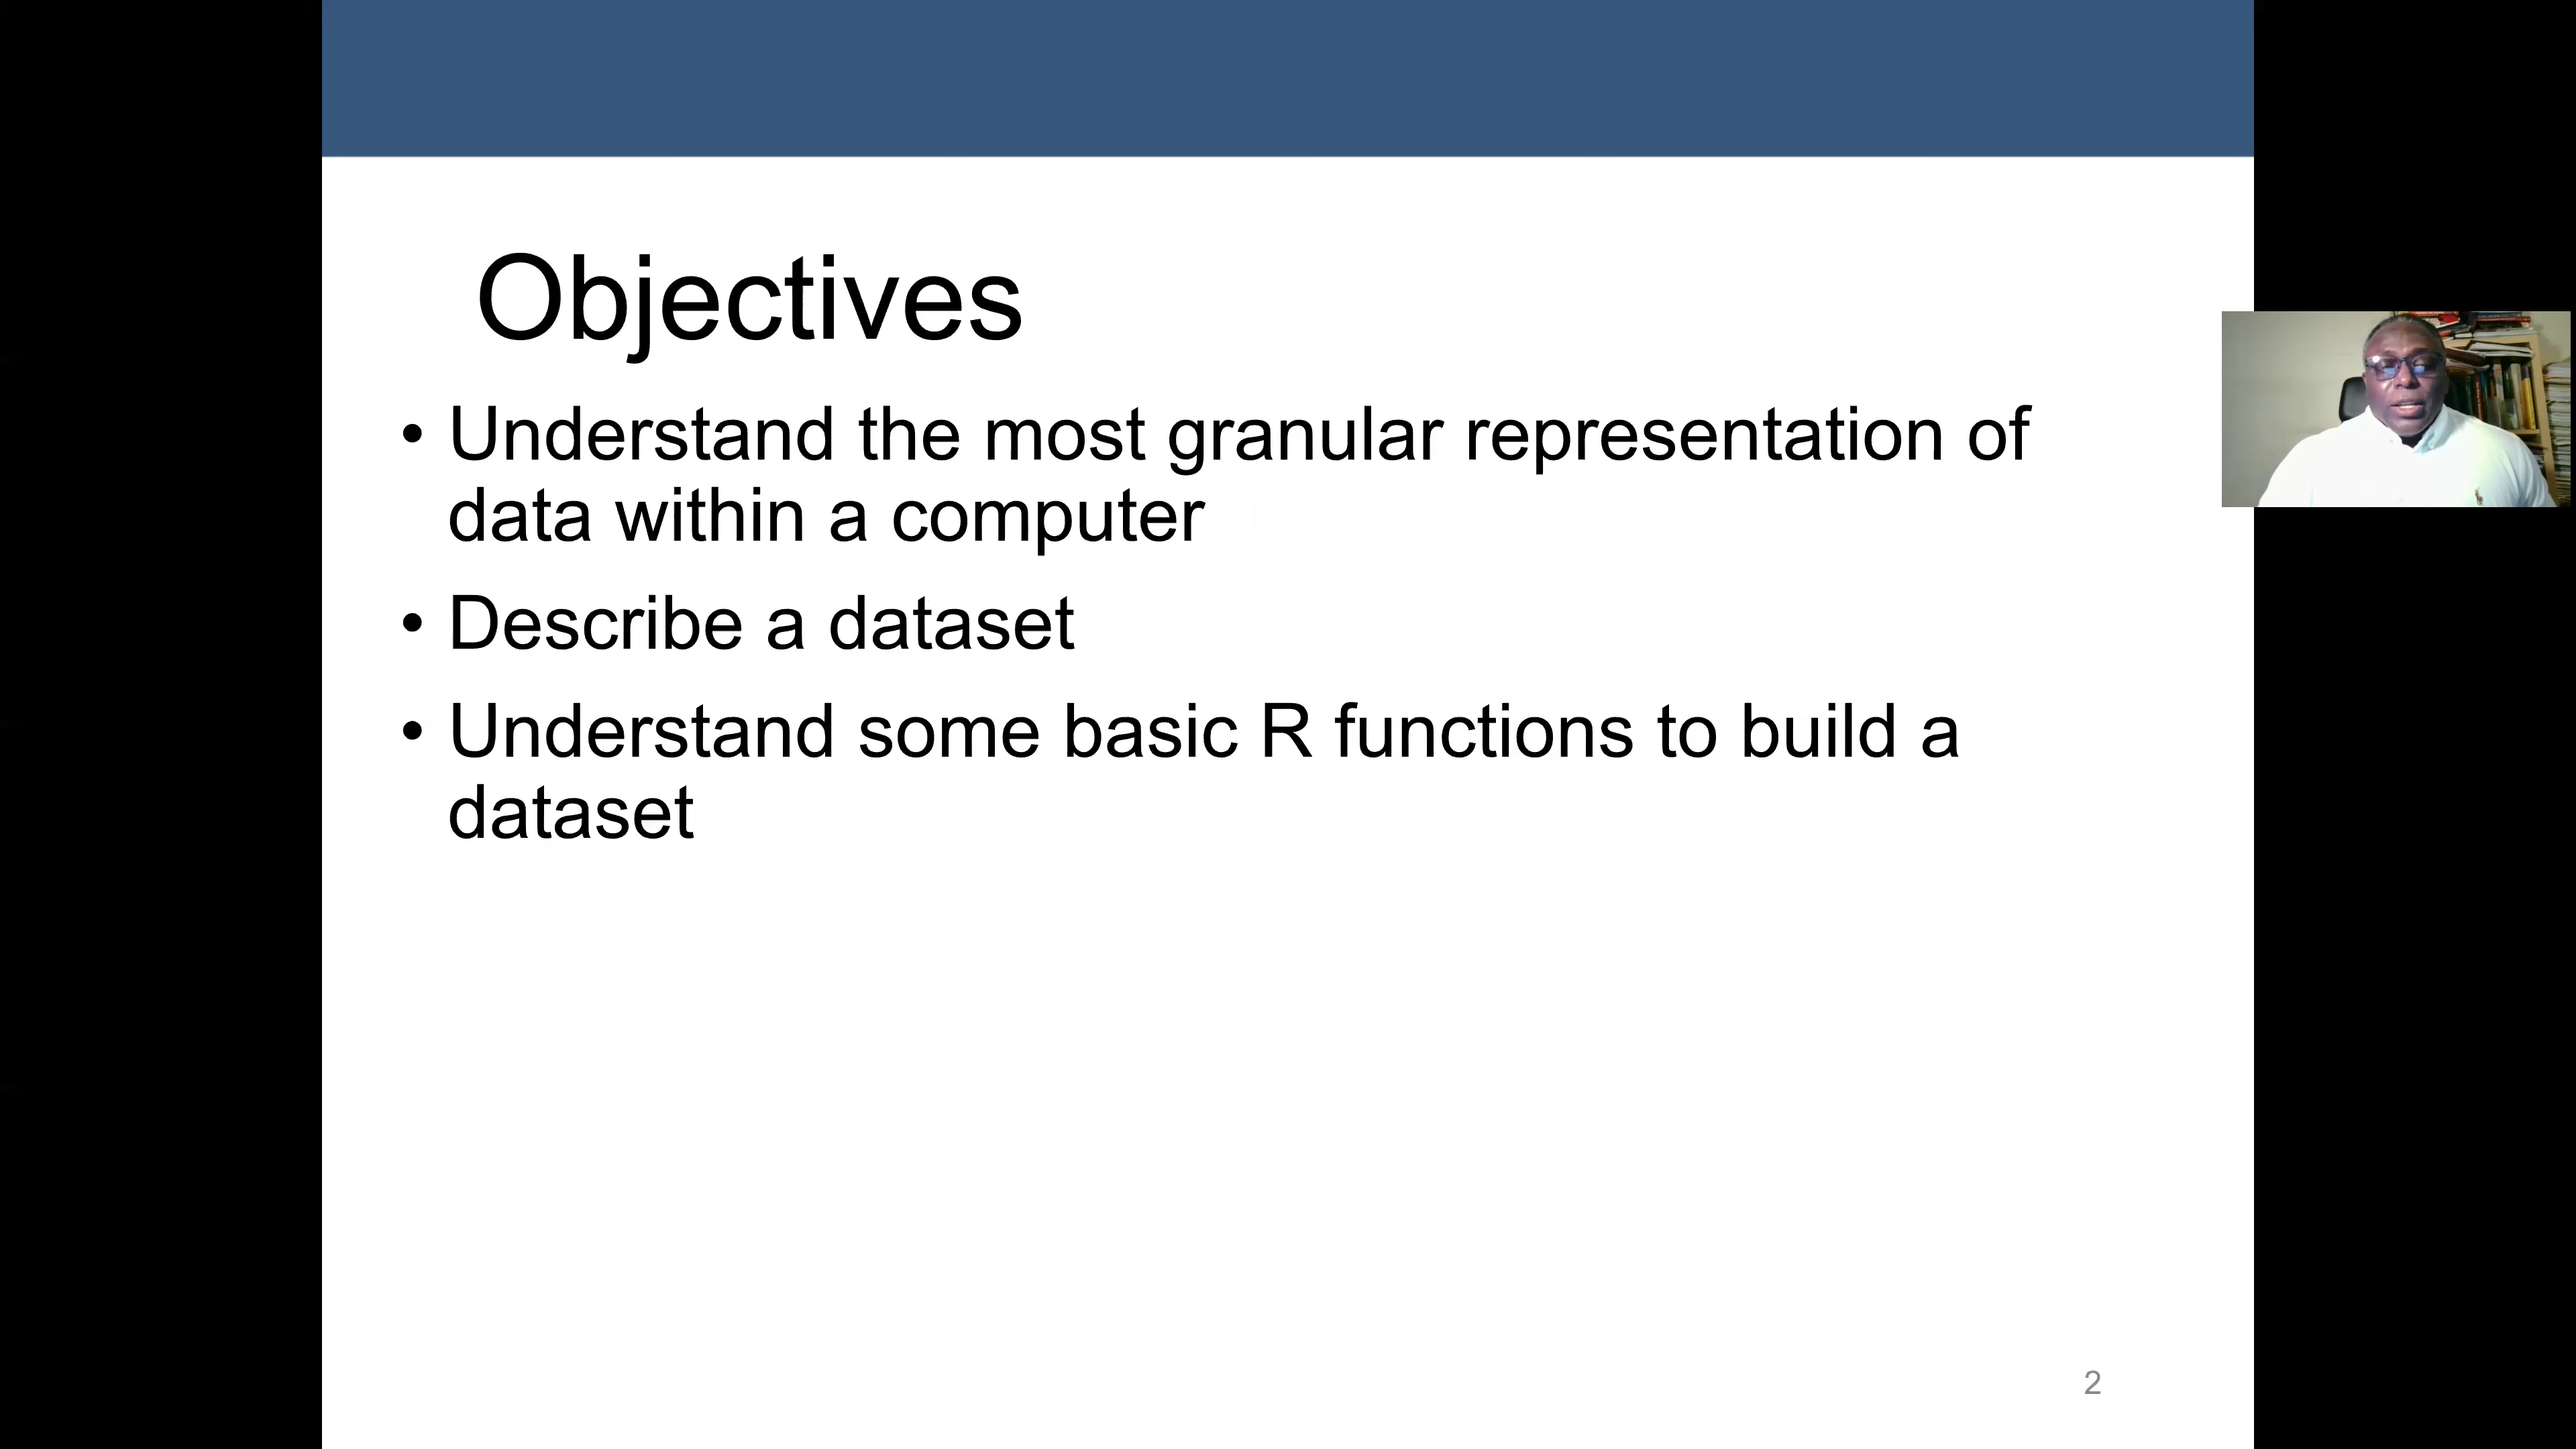 Objectives
• Understand the most granular representation of
data within a computer
• Describe a dataset
• Understand some basic R functions to build a
dataset
2